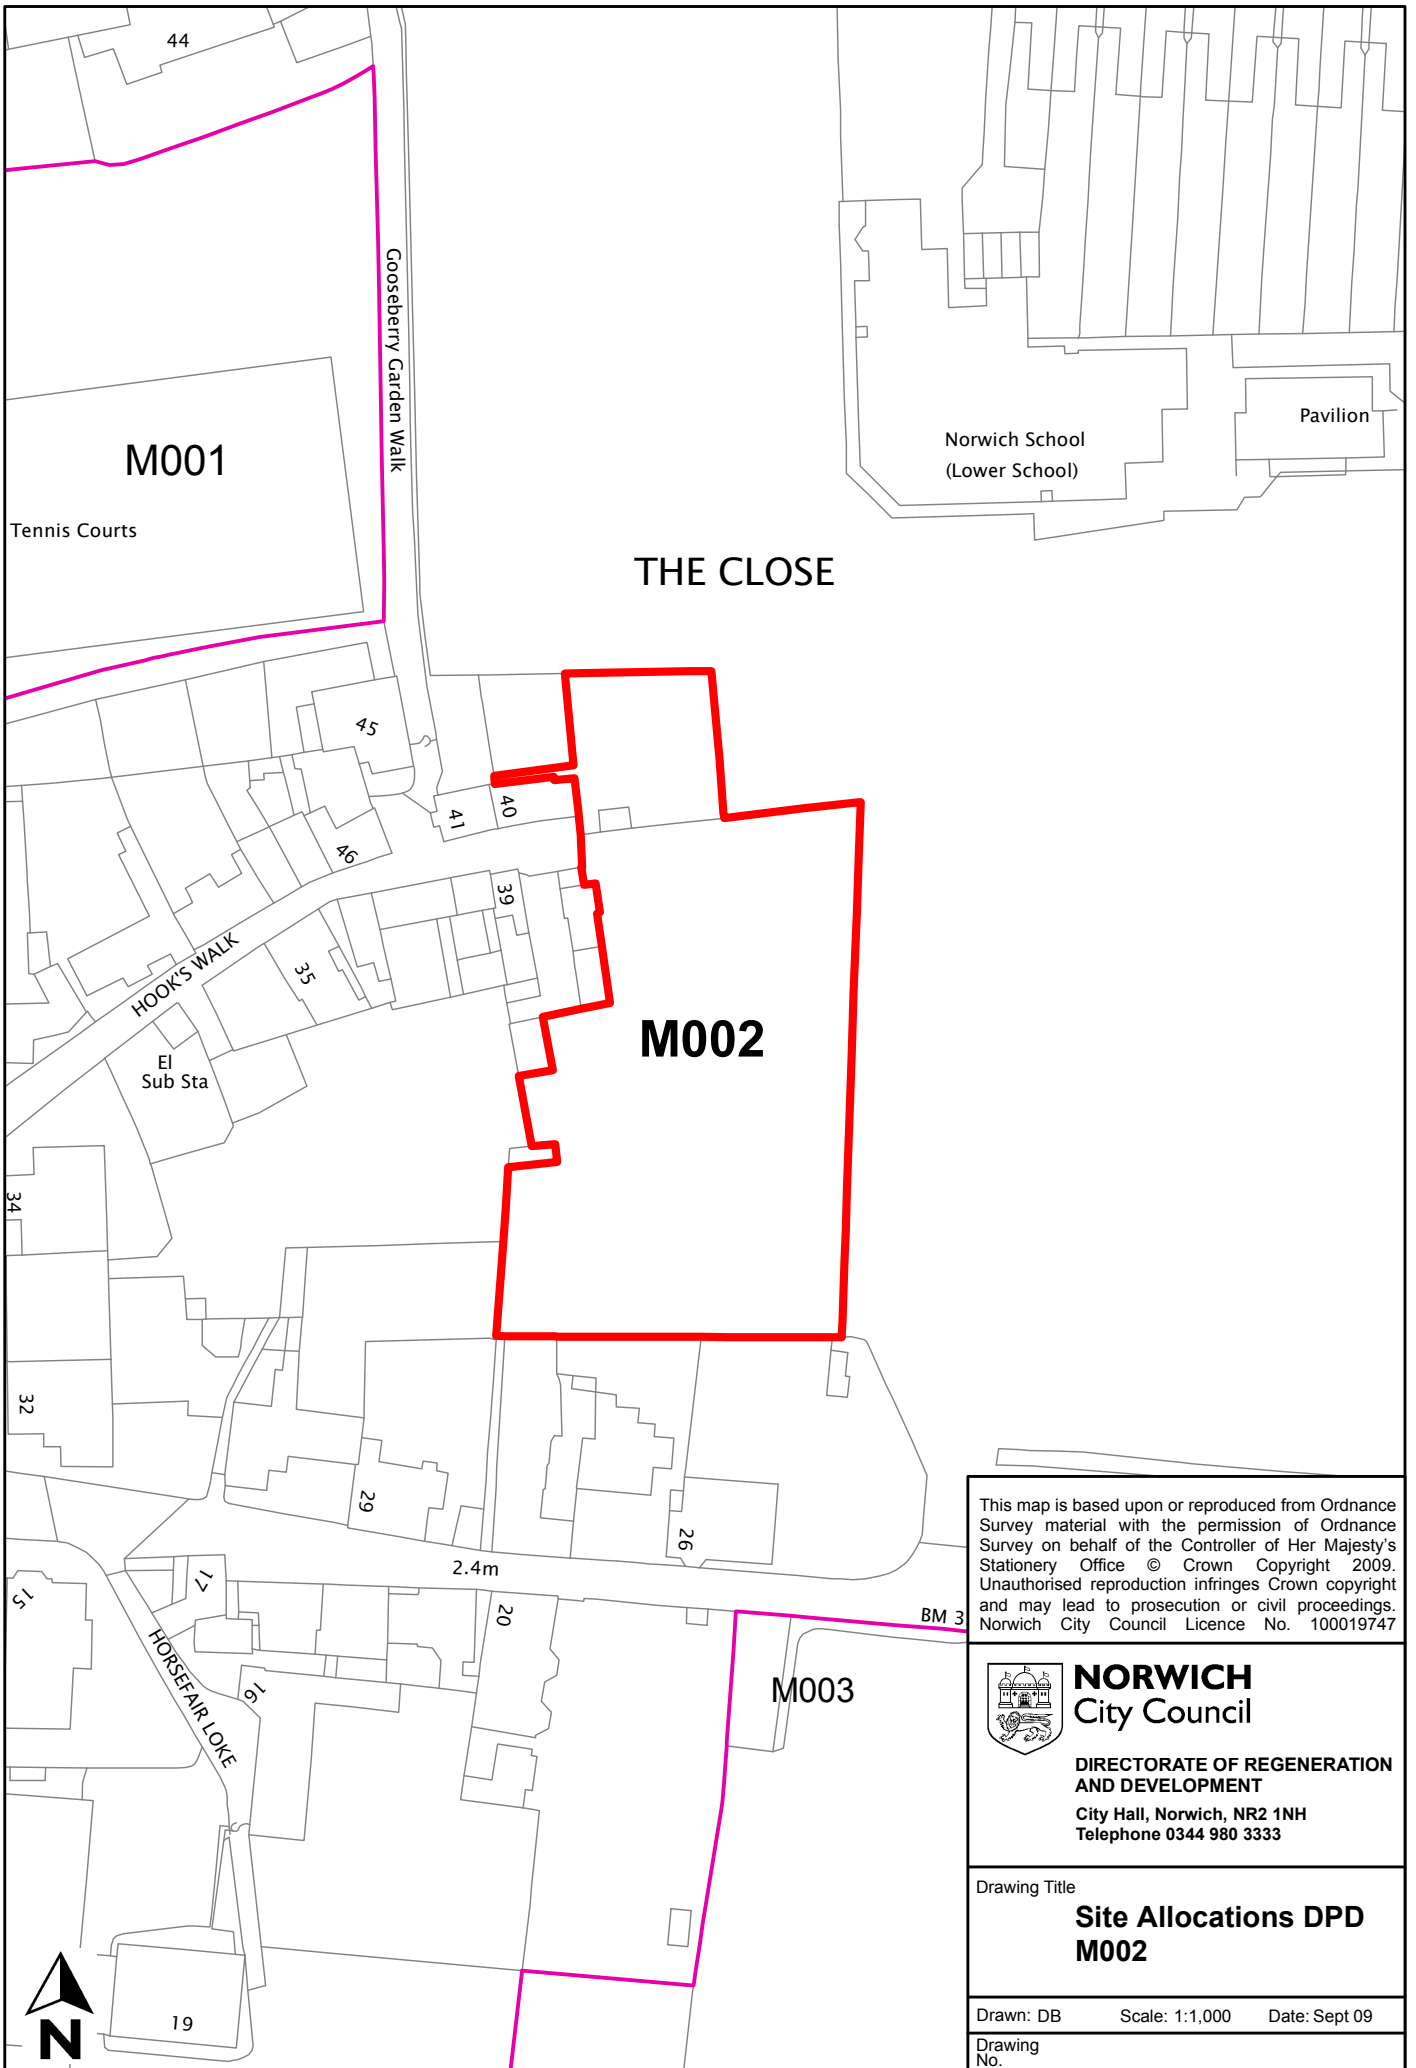 44
Gooseberry Garden Walk
M001
Tennis Courts
Norwich School
(Lower School)
Pavilion
THE CLOSE
45
41
40
46
39
HOOK'S WALK
35
M002
El
Sub Sta
34
32
29
26
2.4m
15
17
20
BM 3
HORSEFAIR LOKE
16
M003
19
N
This map is based upon or reproduced from Ordnance
Survey material with the permission of Ordnance
Survey on behalf of the Controller of Her Majesty's
Stationery Office © Crown Copyright 2009.
Unauthorised reproduction infringes Crown copyright
and may lead to prosecution or civil proceedings.
Norwich City Council Licence No. 100019747
NORWICH
City Council
DIRECTORATE OF REGENERATION
AND DEVELOPMENT
City Hall, Norwich, NR2 1NH
Telephone 0344 980 3333
Drawing Title
Site Allocations DPD
M002
Drawn: DB Scale: 1:1,000 Date: Sept 09
Drawing
No.